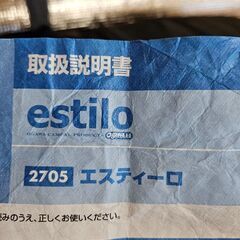 取扱説明書
estilo
OGAWA CAMPAL PRODUCT
2705 エスティーロ
読みのうえ、正しくお使いください。